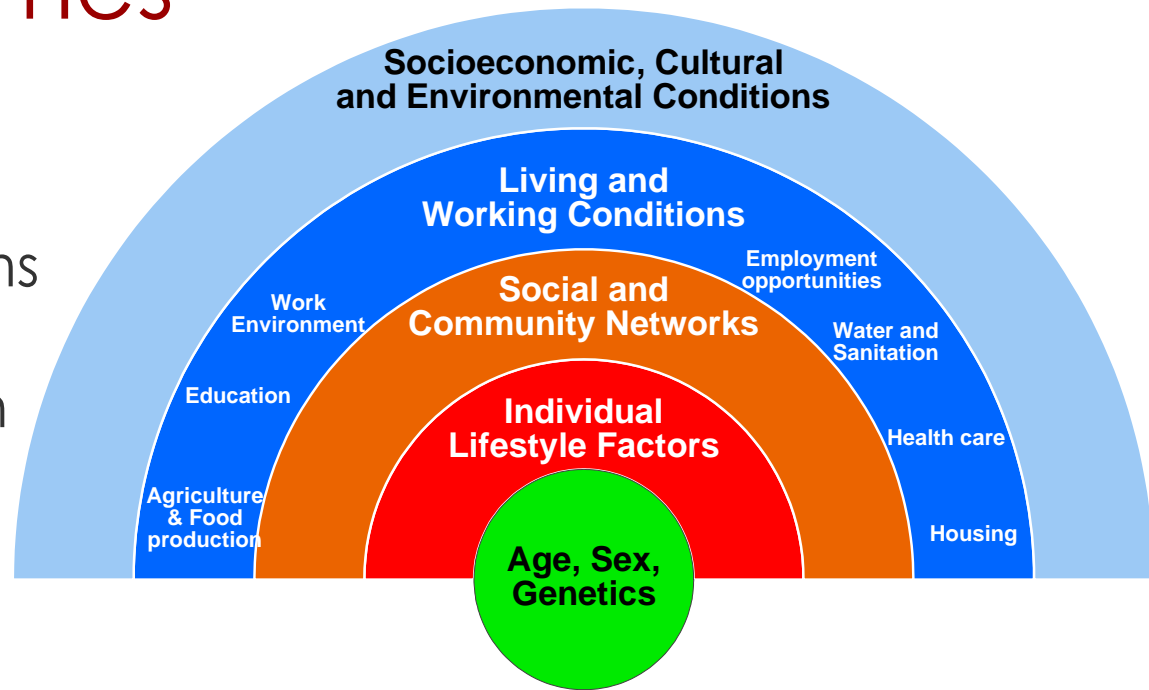 Socioeconomic, Cultural
and Environmental Conditions
Living and
Working Conditions
Social and
Community Networks
Individual
Lifestyle Factors
Age, Sex,
Genetics
Agriculture
& Food
production
Education
Work
Environment
Employment
opportunities
Water and
Sanitation
Health care
Housing